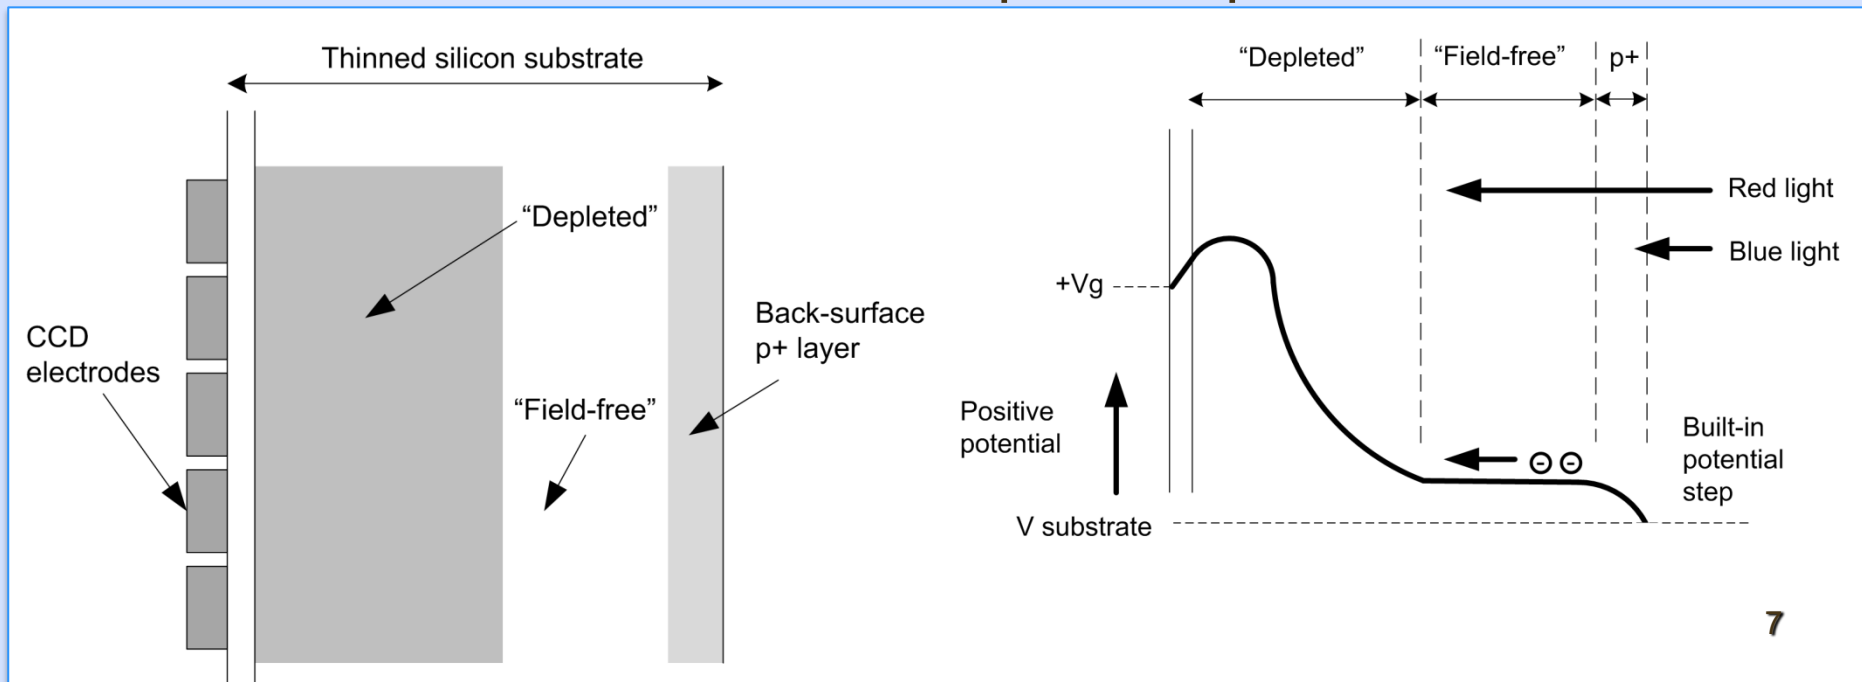 Thinned silicon substrate
“Depleted”
CCD
electrodes
“Field-free”
Back-surface
p+ layer
“Depleted”
“Field-free”
p+
Red light
Blue light
+Vg
Positive
potential
V substrate
Built-in
potential
step
7